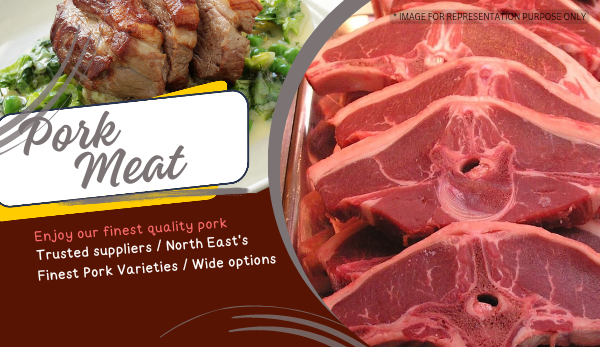 * IMAGE FOR REPRESENTATION PURPOSE ONLY
Pork
Meat
Enjoy our finest quality pork
Trusted suppliers / North East's
Finest Pork Varieties / Wide options